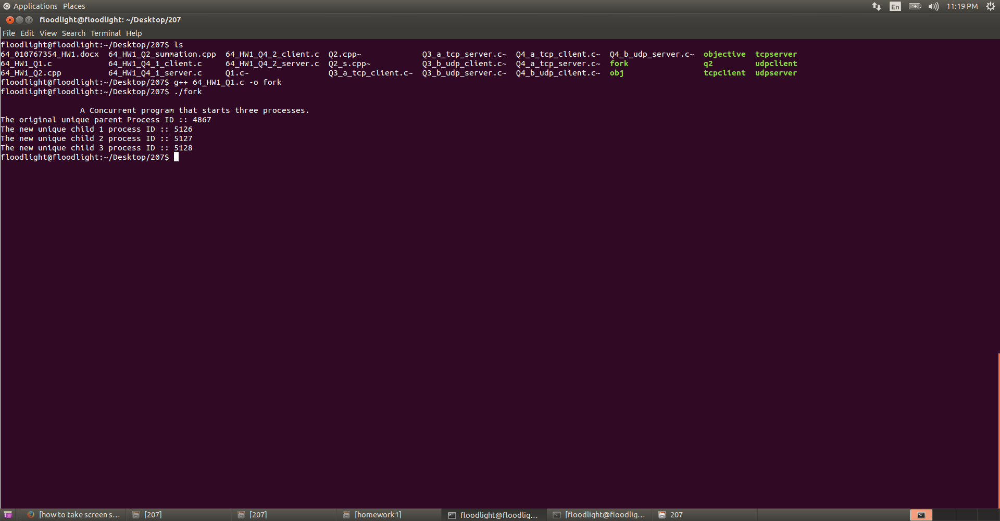 Applications Places En 11:19 PM
floodlight@floodlight: ~/Desktop/207
File Edit View Search Terminal Help
floodlight@floodlight:~/Desktop/207$ ls
64_010767354_HW1.docx 64_HW1_Q2_summation.cpp 64_HW1_Q4_2_client.c Q2.cpp~ Q3_a_tcp_server.c~ Q4_a_tcp_client.c~ Q4_b_udp_server.c~ objective tcpserver
64_HW1_Q1.c 64_HW1_Q4_1_client.c 64_HW1_Q4_2_server.c Q2_s.cpp~ Q3_b_udp_client.c~ Q4_a_tcp_server.c~ fork q2 udpclient
64_HW1_Q2.cpp 64_HW1_Q4_1_server.c Q1.c~ Q3_a_tcp_client.c~ Q3_b_udp_server.c~ Q4_b_udp_client.c~ obj tcpclient udpserver
floodlight@floodlight:~/Desktop/207$ g++ 64_HW1_Q1.c -o fork
floodlight@floodlight:~/Desktop/207$ ./fork
A Concurrent program that starts three processes.
The original unique parent Process ID :: 4867
The new unique child 1 process ID :: 5126
The new unique child 2 process ID :: 5127
The new unique child 3 process ID :: 5128
floodlight@floodlight:~/Desktop/207$
[how to take screen s... [207] [207] [homework1] floodlight@floodlig... [floodlight@floodlig... 207